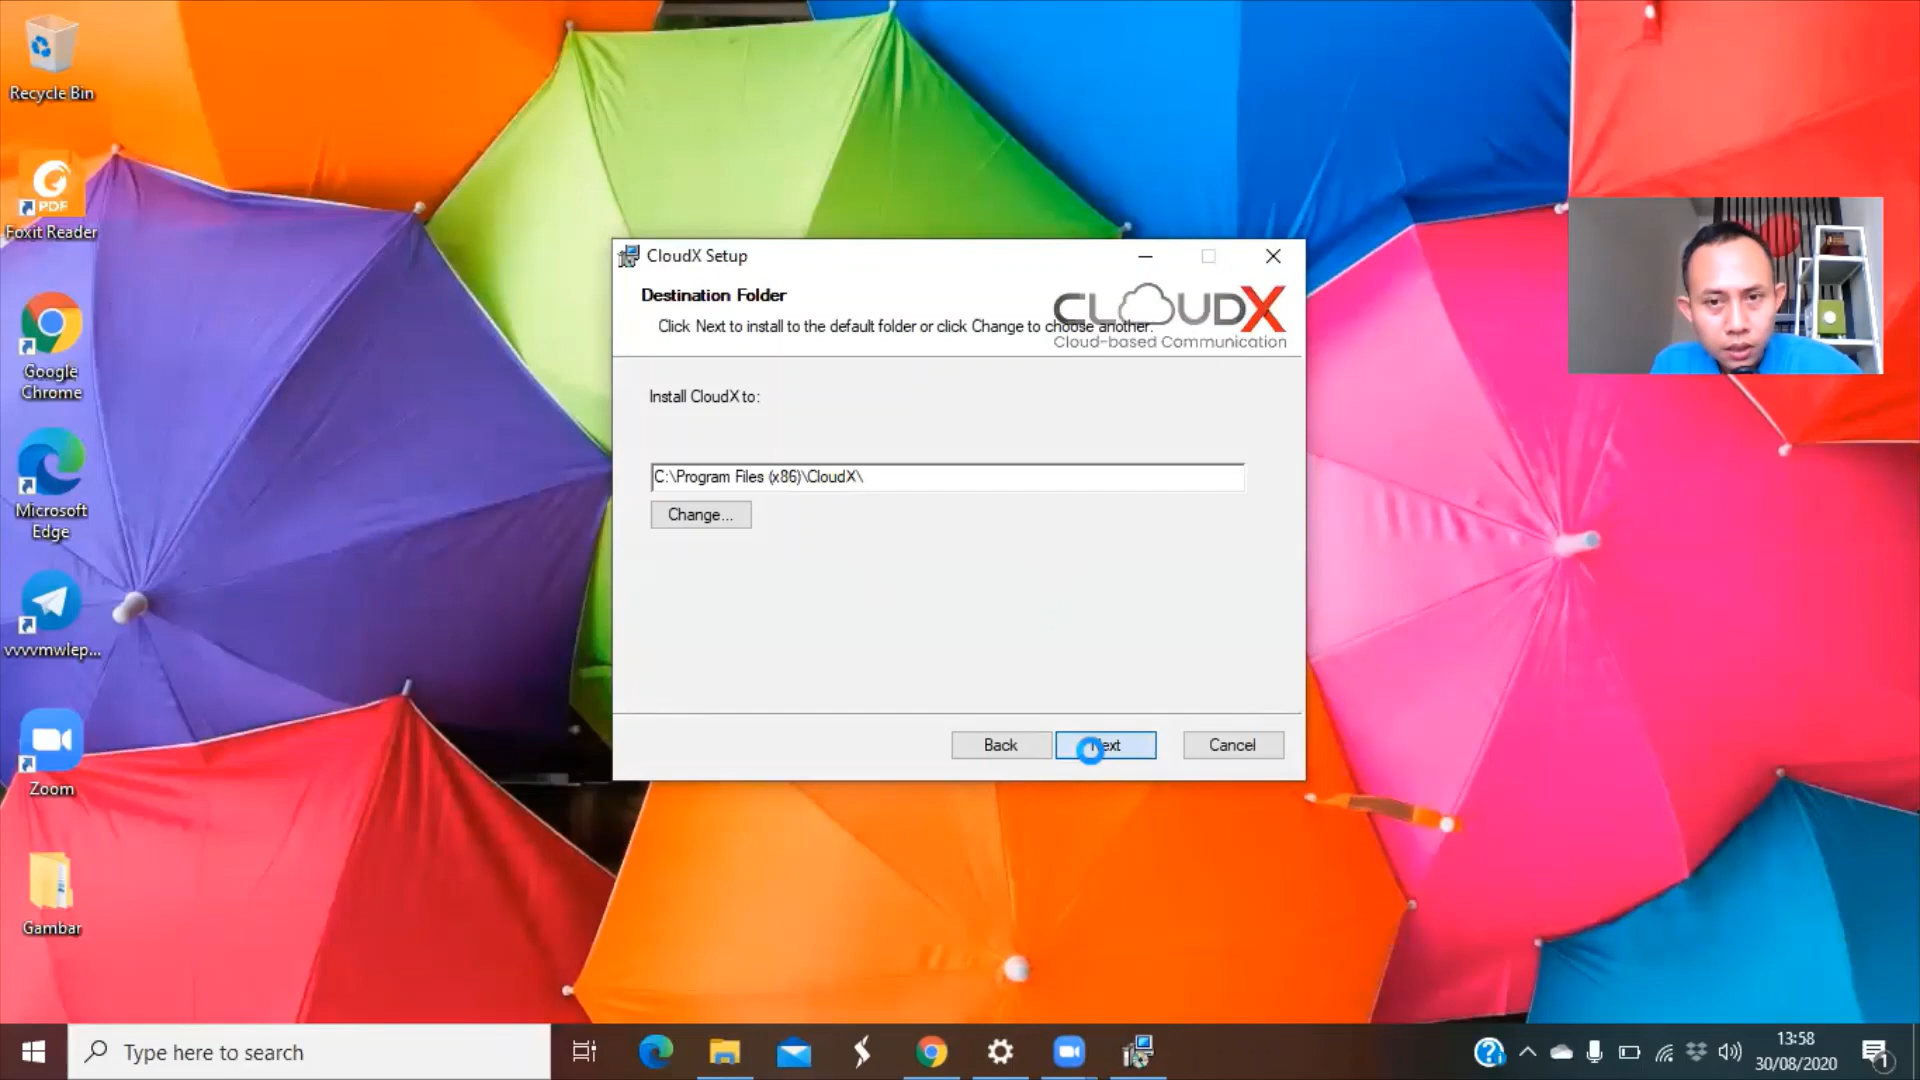 Recycle Bin
PDF
Foxit Reader
Google
Chrome
Microsoft
Edge
vvvvmwlep...
Zoom
Gambar
CloudX Setup
Destination Folder
Click Next to install to the default folder or click Change to choose another.
CLOUDX
Cloud-based Communication
Install CloudX to:
C:\Program Files (x86)\CloudX\
Change...
Back
Next
Cancel
Type here to search
13:58
30/08/2020
1